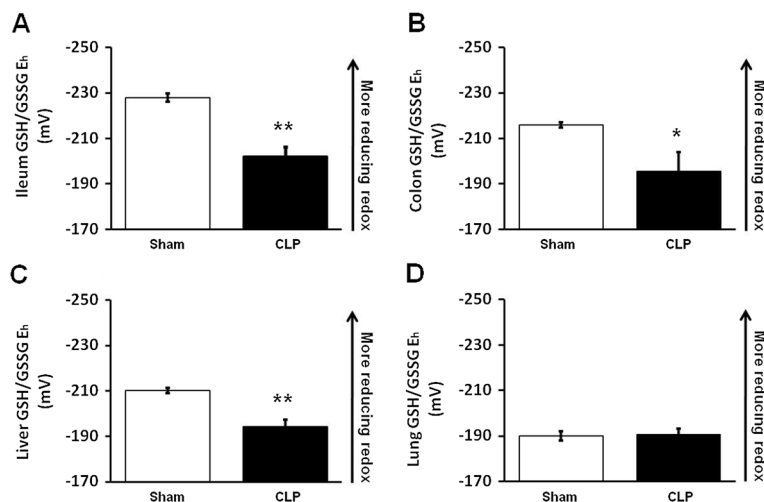 A
Ileum GSH/GSSG Eh
(mV)
-250
-230
-210
-190
-170
**
Sham
CLP
More reducing redox
B
Colon GSH/GSSG Eh
(mV)
-250
-230
-210
-190
-170
*
Sham
CLP
More reducing redox
C
Liver GSH/GSSG Eh
(mV)
-250
-230
-210
-190
-170
**
Sham
CLP
More reducing redox
D
Lung GSH/GSSG Eh
(mV)
-250
-230
-210
-190
-170
Sham
CLP
More reducing redox